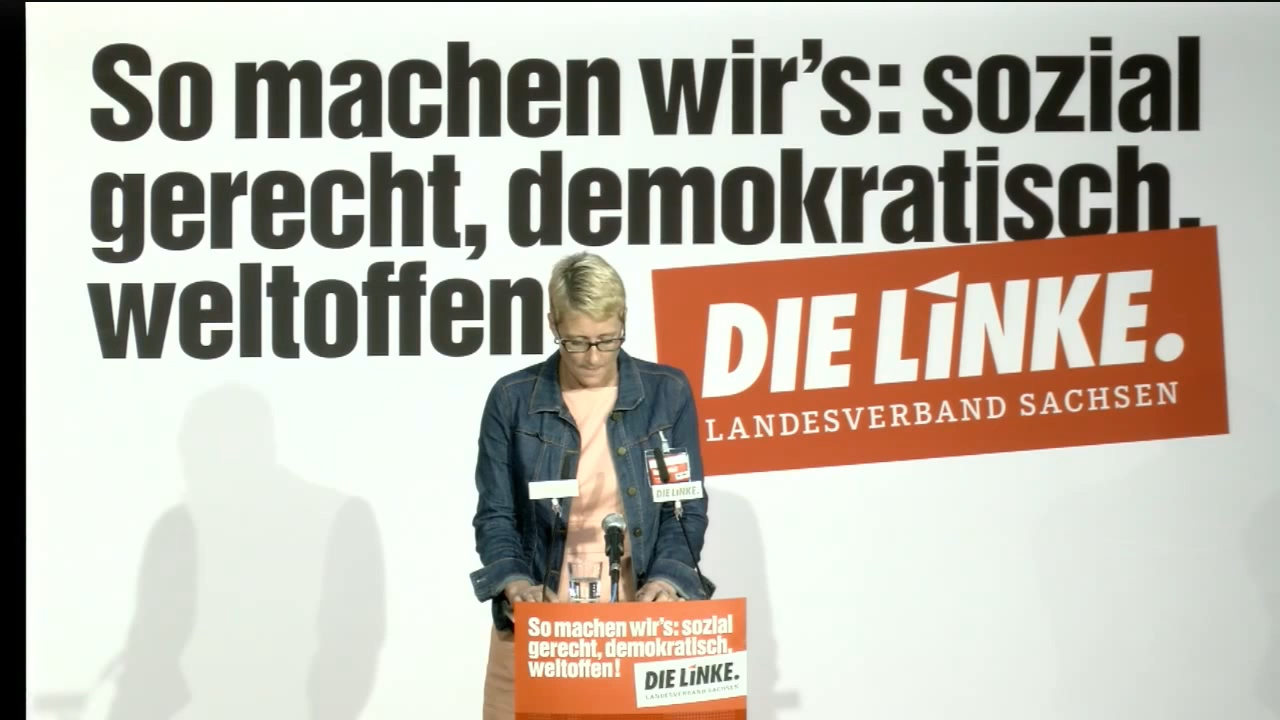 So machen wir's: sozial
gerecht, demokratisch,
weltoffen
DIE LINKE.
LANDESVERBAND SACHSEN
DIE LINKE.
So machen wir's: sozial
gerecht, demokratisch,
weltoffen!
DIE LINKE.
LANDESVERBAND SACHSEN